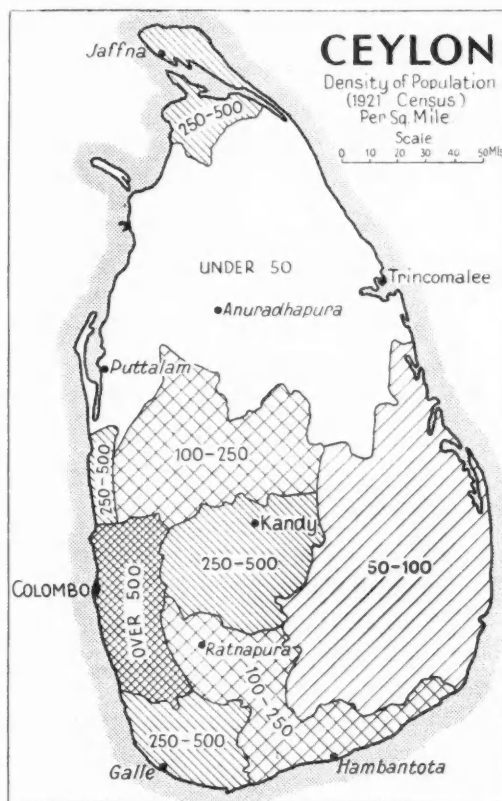 CEYLON
Density of Population
(1921 Census)
Per Sq. Mile
Scale
0 10 20 30 40 50 Mls
Jaffna
250-500
UNDER 50
Trincomalee
Anuradhapura
Puttalam
100-250
250-500
Kandy
250-500
50-100
COLOMBO
OVER 500
Ratnapura
100-250
250-500
Galle
Hambantota